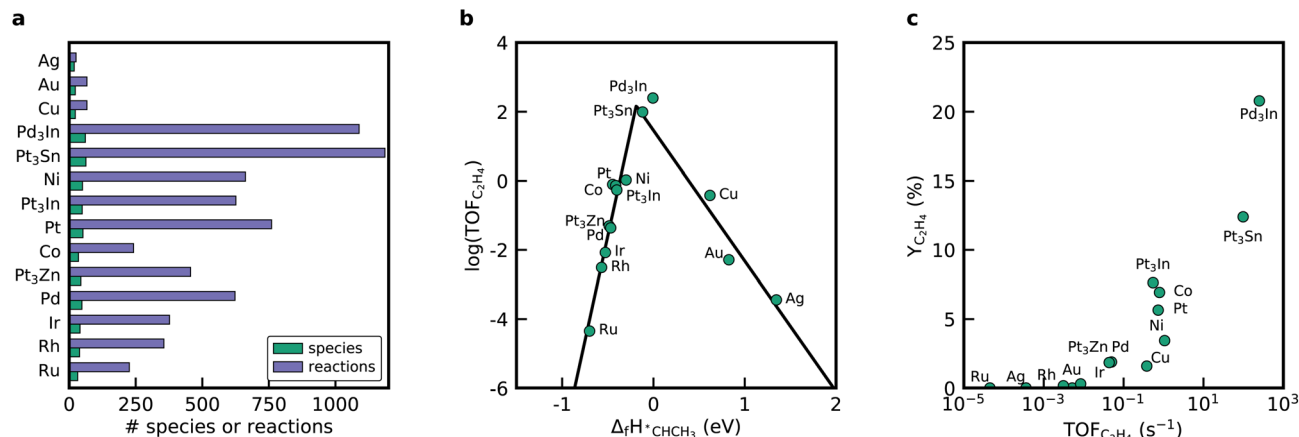 a
Ag
Au
Cu
Pd₃In
Pt₃Sn
Ni
Pt₃In
Pt
Co
Pt₃Zn
Pd
Ir
Rh
Ru
species
reactions
0 250 500 750 1000
# species or reactions
b
4
2
0
-2
-4
-6
log(TOF_C₂H₄)
Pd₃In
Pt₃Sn
Pt
Ni
Co
Pt₃In
Cu
Pt₃Zn
Pd
Ir
Au
Rh
Ag
Ru
-1 0 1 2
Δ_fH*CHCH₃ (eV)
c
25
20
15
10
5
0
Y_C₂H₄ (%)
Pd₃In
Pt₃Sn
Pt₃In
Co
Pt
Ni
Pt₃Zn Pd
Cu
Ru Ag Rh Au Ir
10⁻⁵ 10⁻³ 10⁻¹ 10¹ 10³
TOF_C₂H₄ (s⁻¹)